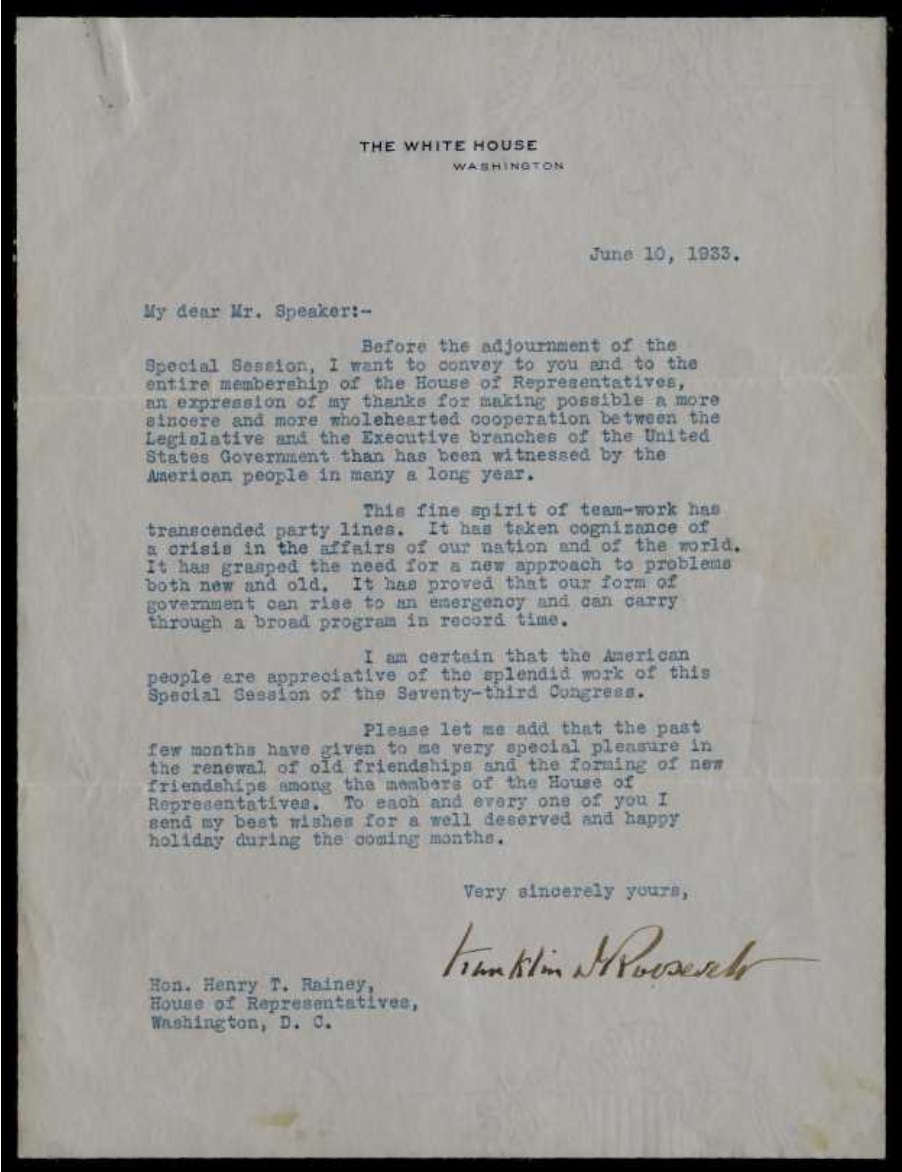 THE WHITE HOUSE
WASHINGTON
June 10, 1933.
My dear Mr. Speaker:-
Before the adjournment of the
Special Session, I want to convey to you and to the
entire membership of the House of Representatives,
an expression of my thanks for making possible a more
sincere and more wholehearted cooperation between the
Legislative and the Executive branches of the United
States Government than has been witnessed by the
American people in many a long year.
This fine spirit of team-work has
transcended party lines. It has taken cognizance of
a crisis in the affairs of our nation and of the world.
It has grasped the need for a new approach to problems
both new and old. It has proved that our form of
government can rise to an emergency and can carry
through a broad program in record time.
I am certain that the American
people are appreciative of the splendid work of this
Special Session of the Seventy-third Congress.
Please let me add that the past
few months have given to me very special pleasure in
the renewal of old friendships and the forming of new
friendships among the members of the House of
Representatives. To each and every one of you I
send my best wishes for a well deserved and happy
holiday during the coming months.
Very sincerely yours,
Franklin D Roosevelt
Hon. Henry T. Rainey,
House of Representatives,
Washington, D. C.